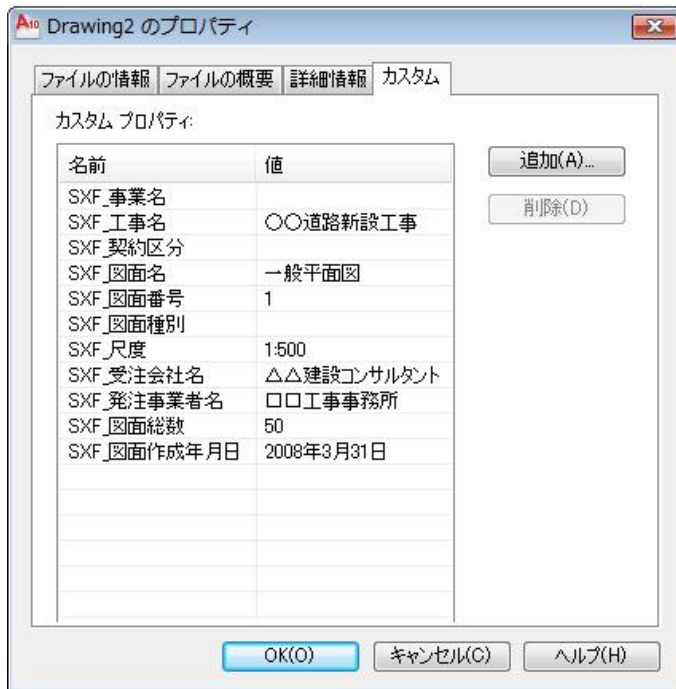 A10 Drawing2 のプロパティ
ファイルの情報 ファイルの概要 詳細情報 カスタム
カスタム プロパティ:
名前 値
追加(A)...
削除(D)
SXF_事業名
SXF_工事名 〇〇道路新設工事
SXF_契約区分
SXF_図面名 一般平面図
SXF_図面番号 1
SXF_図面種別
SXF_尺度 1:500
SXF_受注会社名 △△建設コンサルタント
SXF_発注事業者名 □□工事事務所
SXF_図面総数 50
SXF_図面作成年月日 2008年3月31日
OK(O) キャンセル(C) ヘルプ(H)